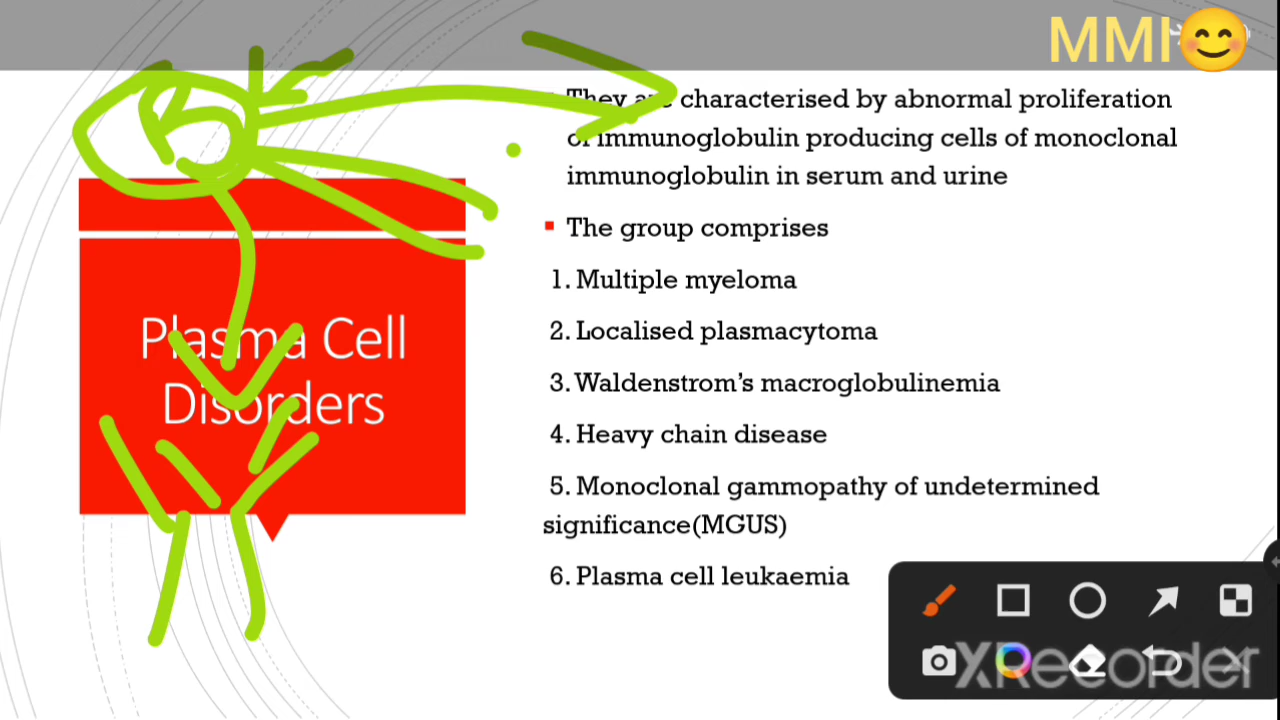 MMI😊
They are characterised by abnormal proliferation
of immunoglobulin producing cells of monoclonal
immunoglobulin in serum and urine
The group comprises
1. Multiple myeloma
2. Localised plasmacytoma
3. Waldenstrom’s macroglobulinemia
4. Heavy chain disease
5. Monoclonal gammopathy of undetermined
significance(MGUS)
6. Plasma cell leukaemia
Plasma Cell
Disorders
XRecorder